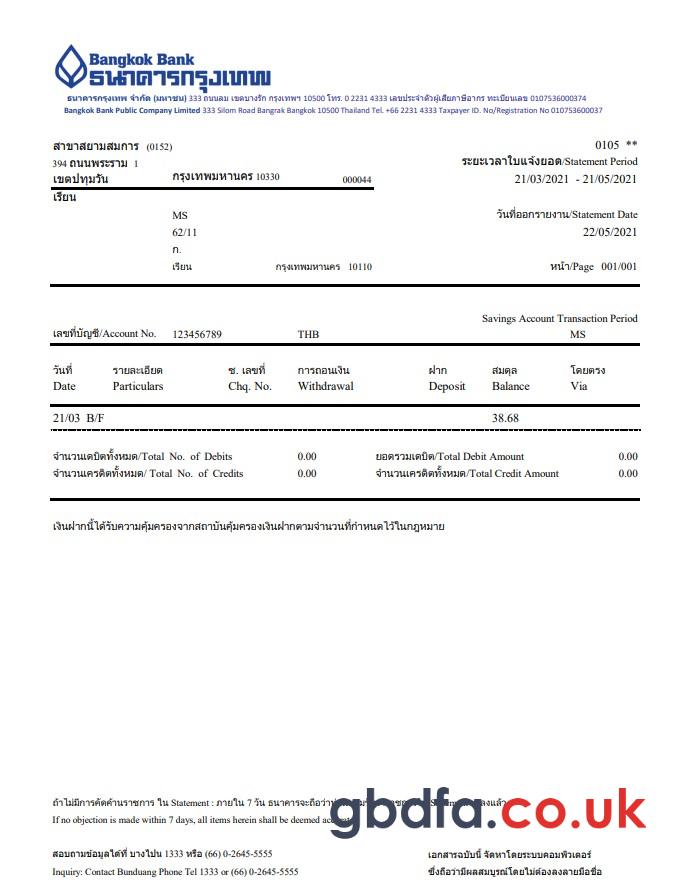 Bangkok Bank
ธนาคารกรุงเทพ
ธนาคารกรุงเทพ จำกัด (มหาชน) 333 ถนนลม เขตบางรัก กรุงเทพฯ 10500 โทร. 0 2231 4333 เลขประจำตัวผู้เสียภาษีอากร ทะเบียนเลข 0107536000374
Bangkok Bank Public Company Limited 333 Silom Road Bangrak Bangkok 10500 Thailand Tel. +66 2231 4333 Taxpayer ID. No/Registration No 0107536000037
สาขาสยามสมการ (0152) 0105 **
394 ถนนพระราม 1 ระยะเวลาใบแจ้งยอด/Statement Period
เขตปทุมวัน กรุงเทพมหานคร 10330 000044 21/03/2021 - 21/05/2021
เรียน
MS วันที่ออกรายงาน/Statement Date
62/11 22/05/2021
ก.
เรียน กรุงเทพมหานคร 10110 หน้า/Page 001/001
Savings Account Transaction Period
เลขที่บัญชี/Account No. 123456789 THB MS
วันที่ รายละเอียด ช. เลขที่ การถอนเงิน ฝาก สมดุล โดยตรง
Date Particulars Chq. No. Withdrawal Deposit Balance Via
21/03 B/F 38.68
จำนวนเดบิตทั้งหมด/Total No. of Debits 0.00 ยอดรวมเดบิต/Total Debit Amount 0.00
จำนวนเครดิตทั้งหมด/ Total No. of Credits 0.00 จำนวนเครดิตทั้งหมด/Total Credit Amount 0.00
เงินฝากนี้ได้รับความคุ้มครองจากสถาบันคุ้มครองเงินฝากตามจำนวนที่กำหนดไว้ในกฎหมาย
ถ้าไม่มีการคัดค้านราชการ ใน Statement : ภายใน 7 วัน ธนาคารจะถือว่า
If no objection is made within 7 days, all items herein shall be deemed
gbdfa.co.uk
สอบถามข้อมูลได้ที่ บางไปน 1333 หรือ (66) 0-2645-5555 เอกสารฉบับนี้ จัดหาโดยระบบคอมพิวเตอร์
Inquiry: Contact Bunduang Phone Tel 1333 or (66) 0-2645-5555 ซึ่งถือว่ามีผลสมบูรณ์โดยไม่ต้องลงลายมือชื่อ